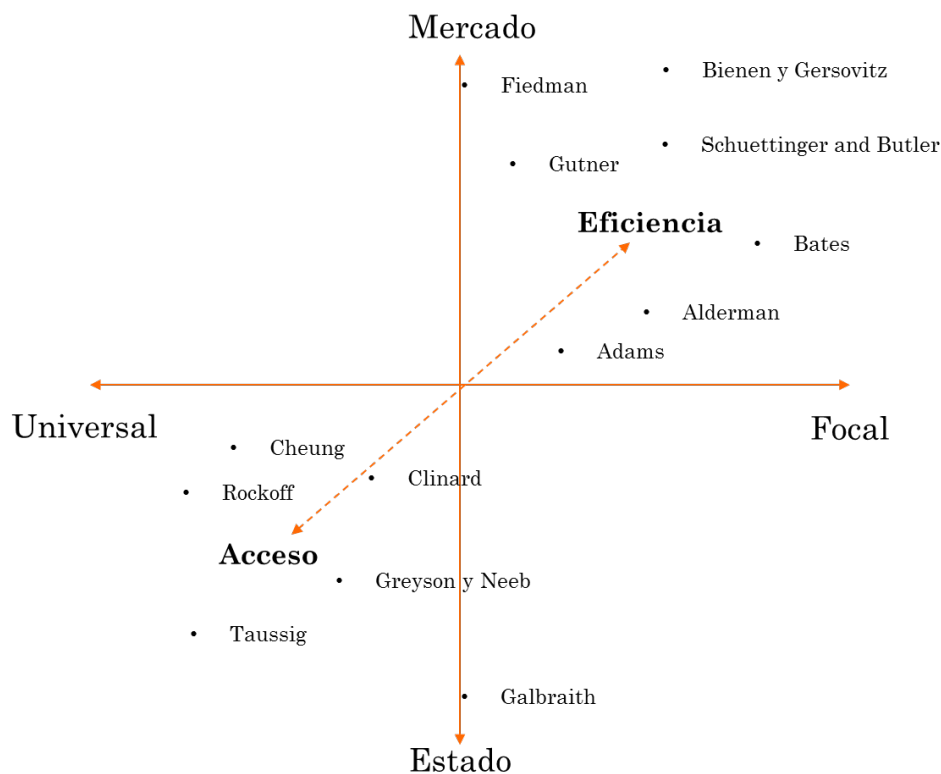 Mercado
Bienen y Gersovitz
Fiedman
Schuettinger and Butler
Gutner
Eficiencia
Bates
Alderman
Adams
Universal
Focal
Cheung
Clinard
Rockoff
Acceso
Greyson y Neeb
Taussig
Galbraith
Estado